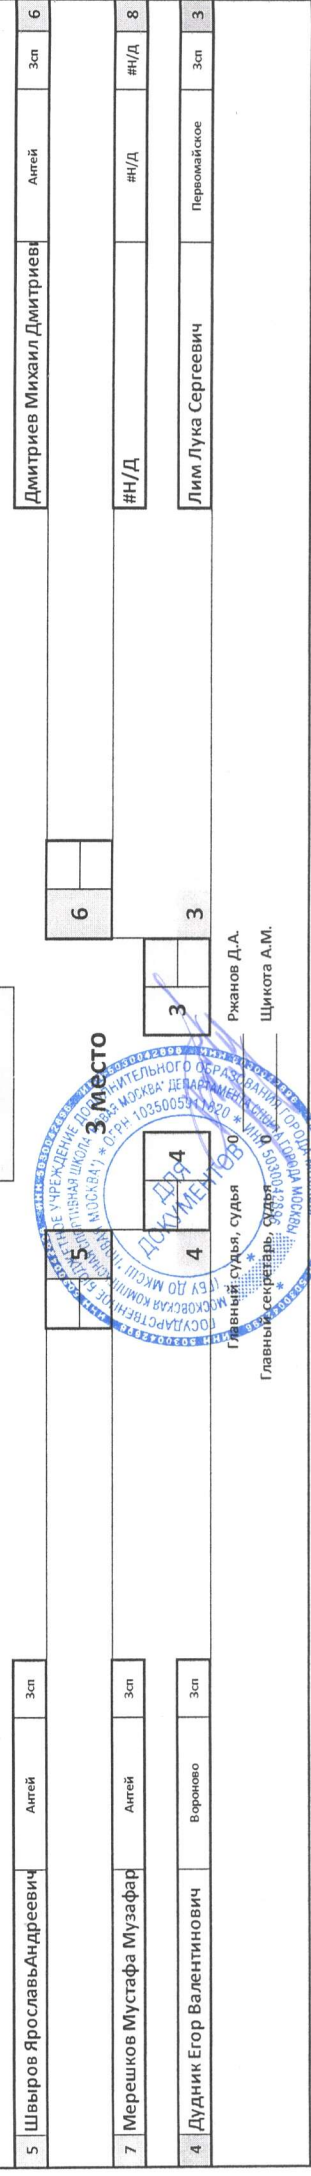 5 Швыров ЯрославьАндреевич Антей 3сп
Дмитриев Михаил Дмитриеви Антей 3сп 6
5
6
3 место
7 Мерешков Мустафа Музафар Антей 3сп
#Н/Д #Н/Д #Н/Д 8
4
3
4 Дудник Егор Валентинович Вороново 3сп
4
3
Лим Лука Сергеевич Первомайское 3сп 3
Главный судья, судья 0 Ржанов Д.А.
Главный секретарь, судья 0 Щикота А.М.
ДЛЯ
ДОКУМЕНТОВ